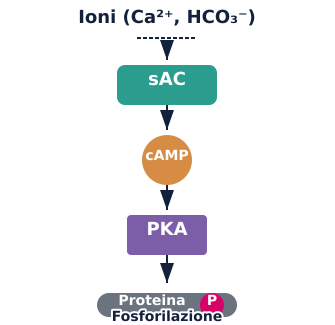 Ioni (Ca²⁺, HCO₃⁻)
sAC
cAMP
PKA
Proteina P
Fosforilazione